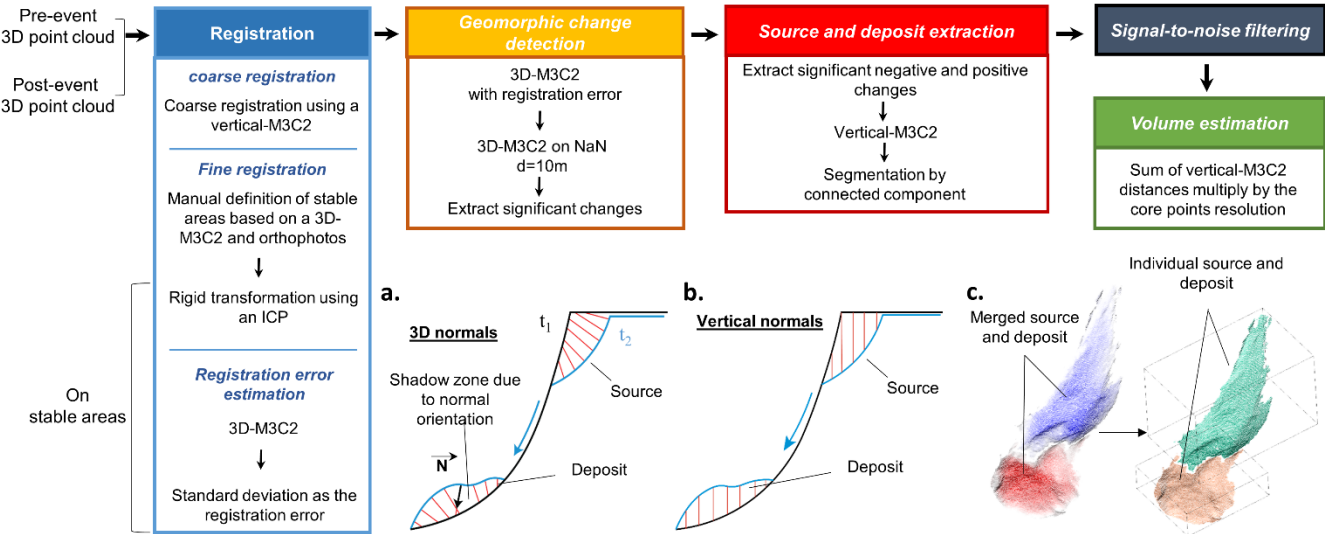 Pre-event
3D point cloud
Post-event
3D point cloud
Registration
coarse registration
Coarse registration using a
vertical-M3C2
Fine registration
Manual definition of stable
areas based on a 3D-
M3C2 and orthophotos
Rigid transformation using
an ICP
Registration error
estimation
3D-M3C2
Standard deviation as the
registration error
On
stable areas
Geomorphic change
detection
3D-M3C2
with registration error
3D-M3C2 on NaN
d=10m
Extract significant changes
Source and deposit extraction
Extract significant negative and positive
changes
Vertical-M3C2
Segmentation by
connected component
Signal-to-noise filtering
Volume estimation
Sum of vertical-M3C2
distances multiply by the
core points resolution
a.
3D normals
t1
t2
Source
Shadow zone due
to normal
orientation
N
Deposit
b.
Vertical normals
Source
Deposit
c.
Individual source and
deposit
Merged source
and deposit